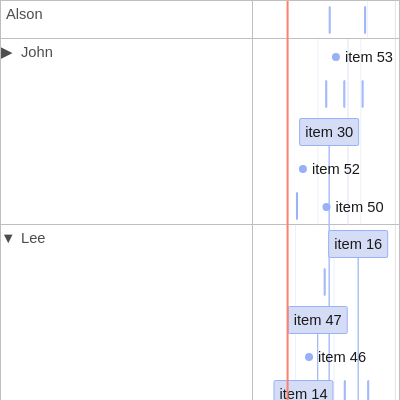 Alson
▶ John
item 53
item 30
item 52
item 50
▼ Lee
item 16
item 47
item 46
item 14